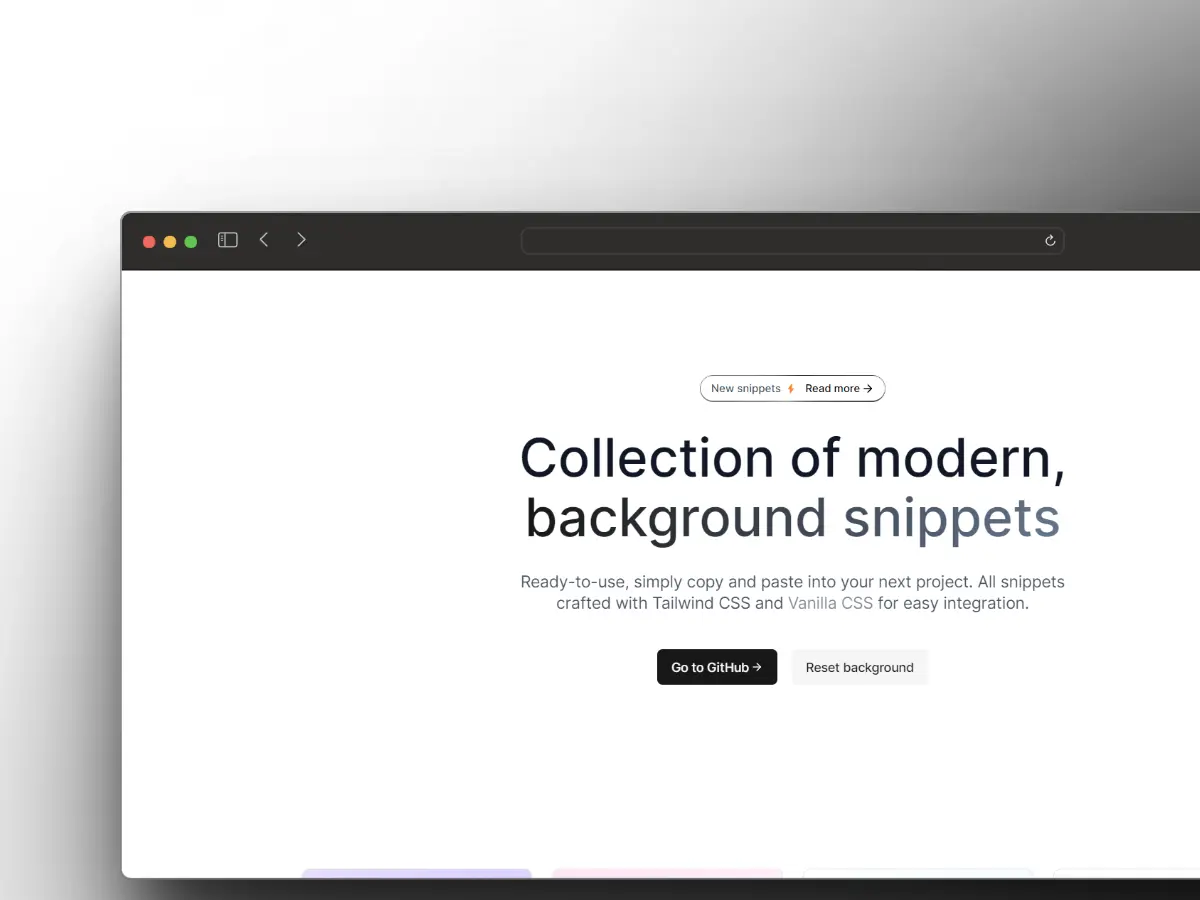 New snippets Read more →
Collection of modern,
background snippets
Ready-to-use, simply copy and paste into your next project. All snippets
crafted with Tailwind CSS and Vanilla CSS for easy integration.
Go to GitHub → Reset background